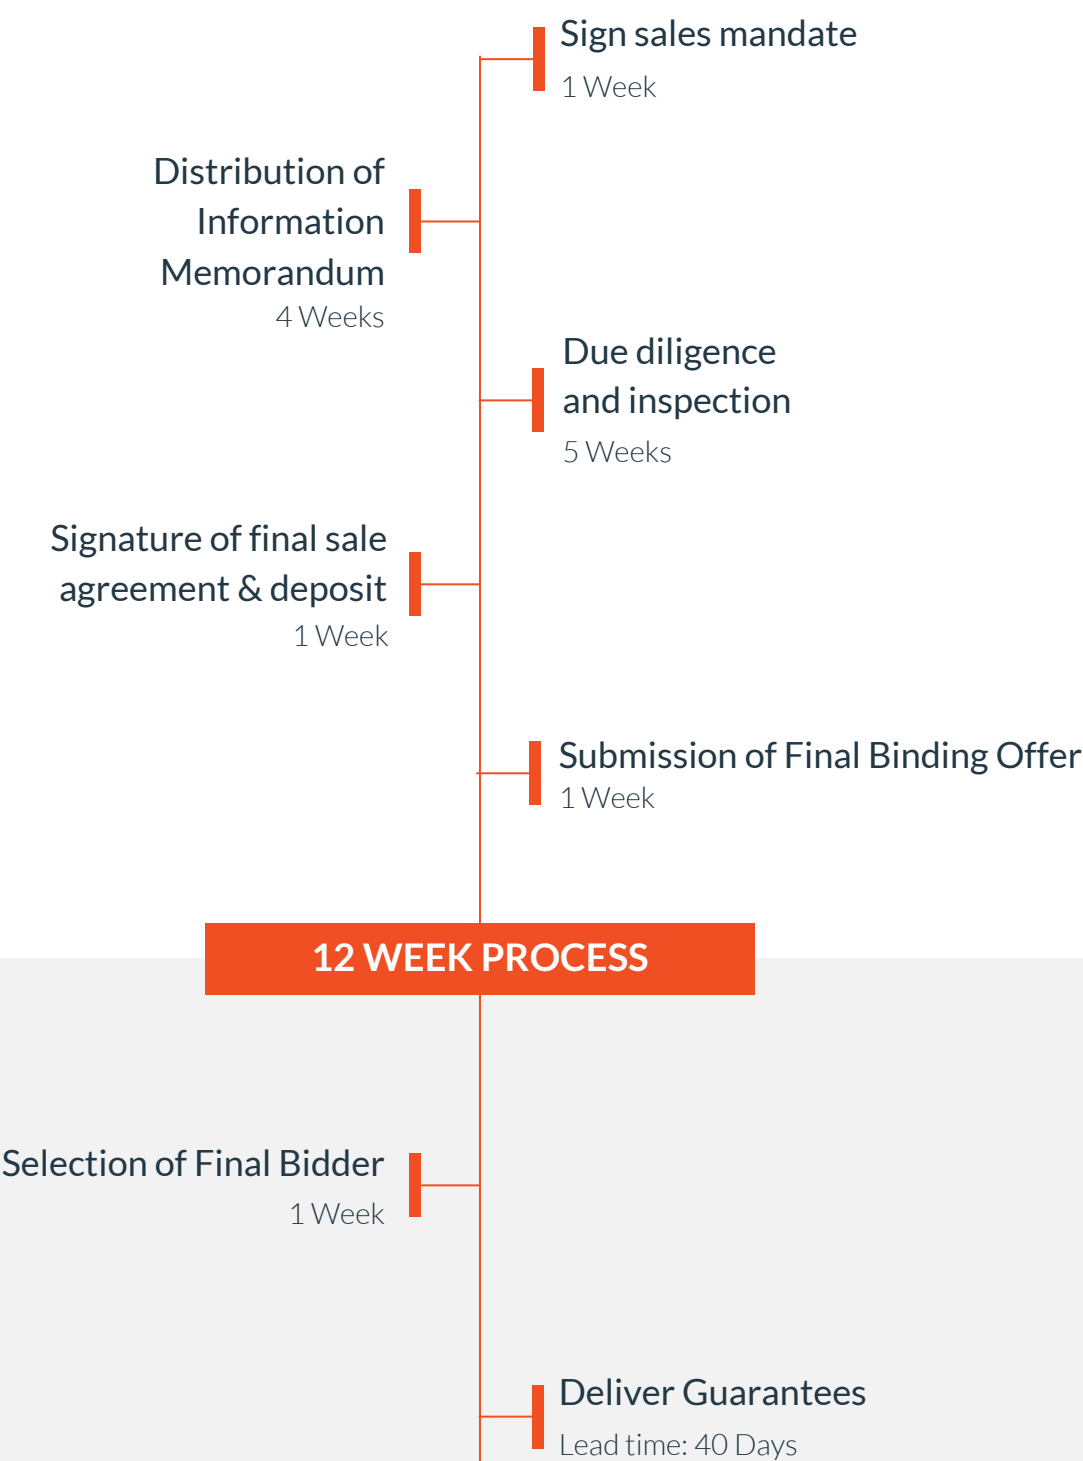 Sign sales mandate
1 Week
Distribution of
Information
Memorandum
4 Weeks
Due diligence
and inspection
5 Weeks
Signature of final sale
agreement & deposit
1 Week
Submission of Final Binding Offer
1 Week
12 WEEK PROCESS
Selection of Final Bidder
1 Week
Deliver Guarantees
Lead time: 40 Days